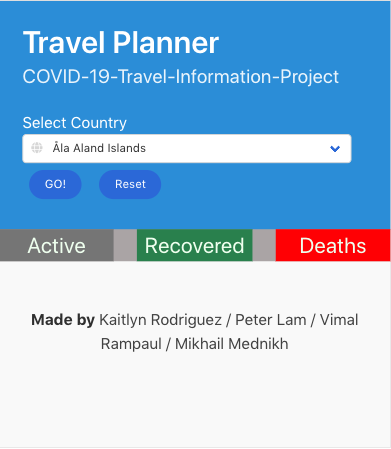 Travel Planner
COVID-19-Travel-Information-Project
Select Country
Åla Aland Islands
GO! Reset
Active Recovered Deaths
Made by Kaitlyn Rodriguez / Peter Lam / Vimal
Rampaul / Mikhail Mednikh